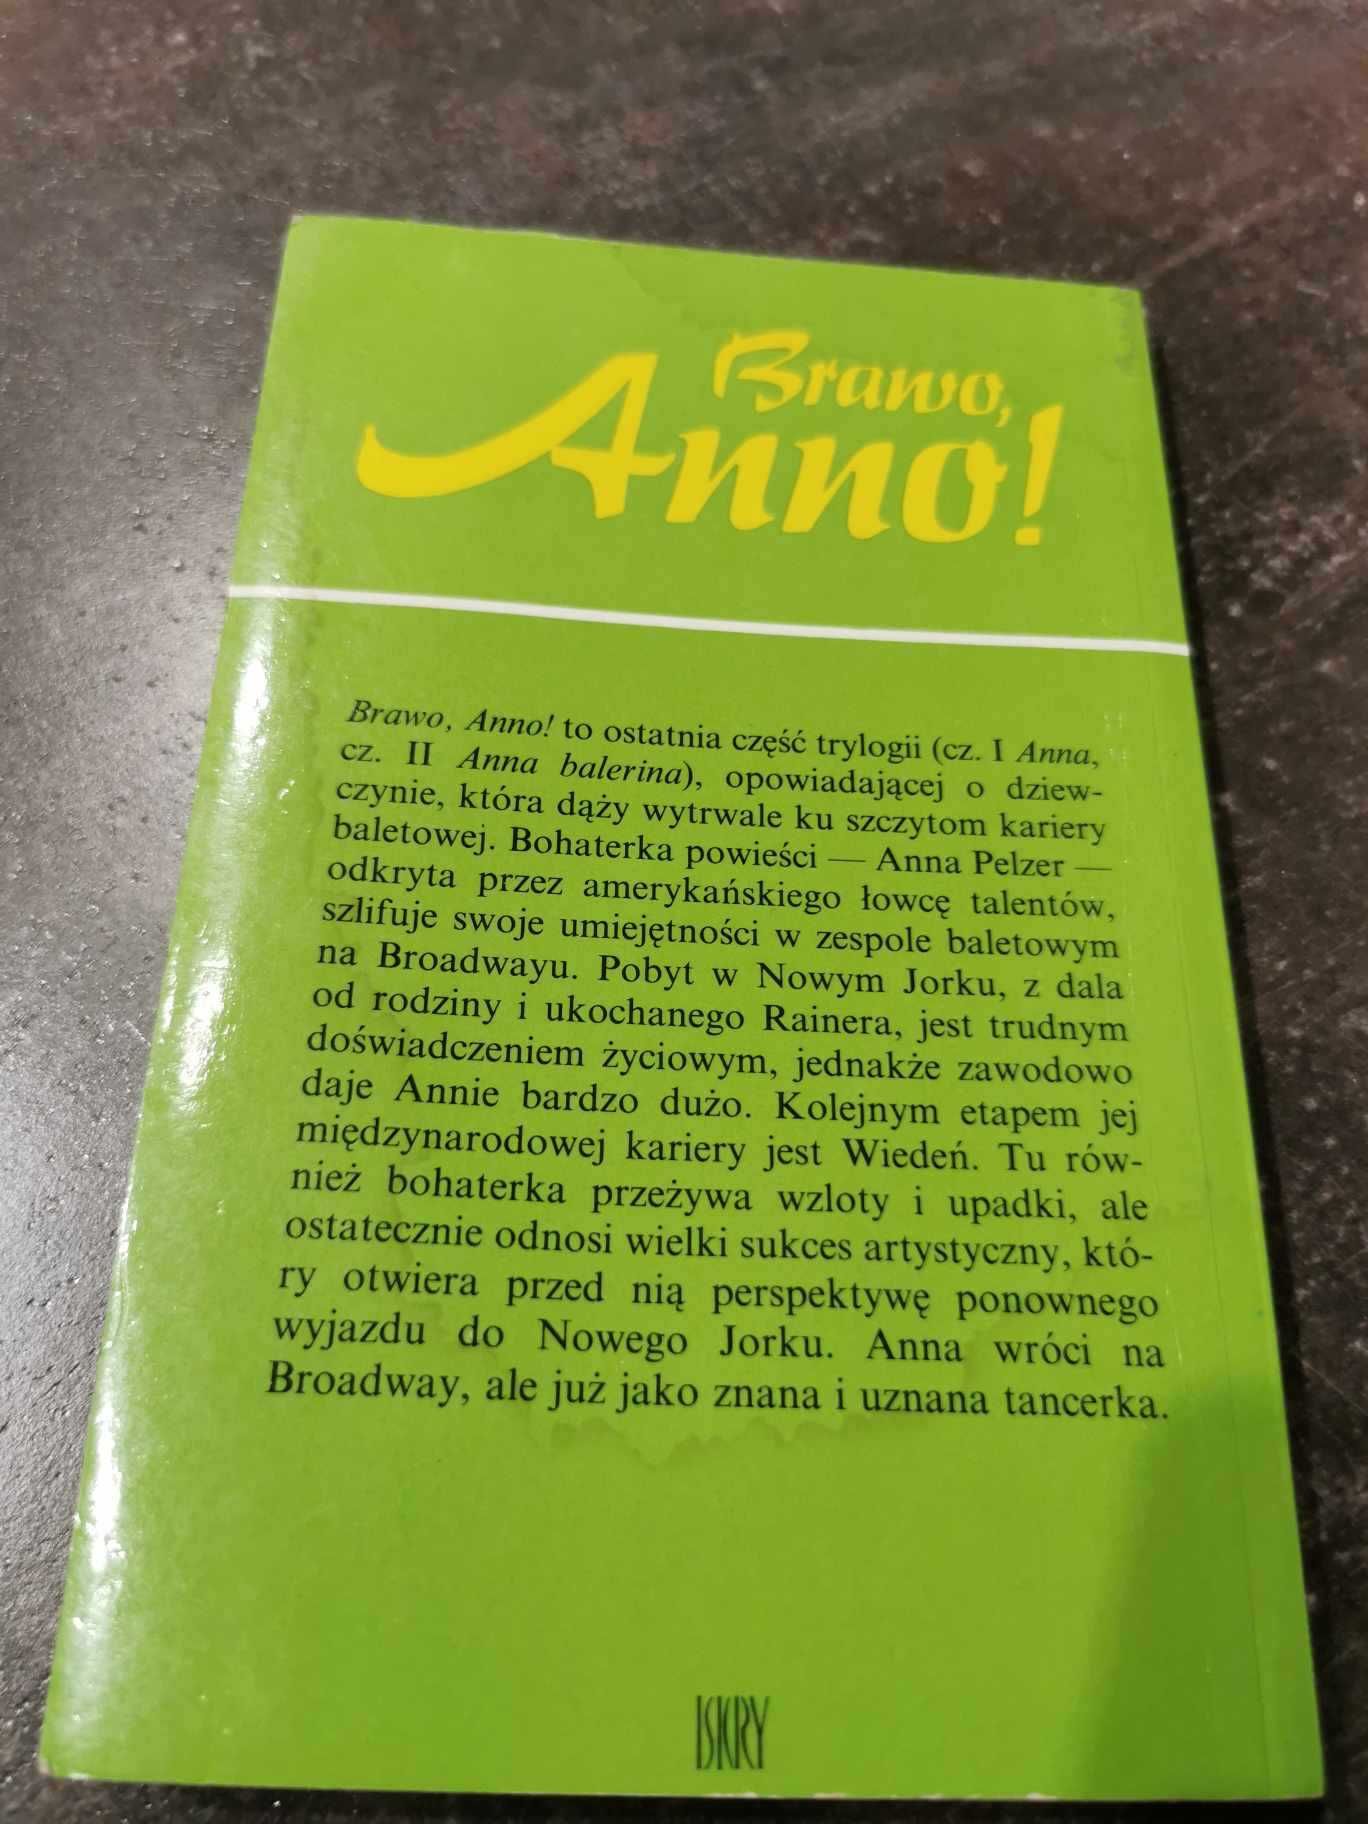 Brawo,
Anno!
Brawo, Anno! to ostatnia część trylogii (cz. I Anna,
cz. II Anna balerina), opowiadającej o dziew-
czynie, która dąży wytrwale ku szczytom kariery
baletowej. Bohaterka powieści — Anna Pelzer —
odkryta przez amerykańskiego łowcę talentów,
szlifuje swoje umiejętności w zespole baletowym
na Broadwayu. Pobyt w Nowym Jorku, z dala
od rodziny i ukochanego Rainera, jest trudnym
doświadczeniem życiowym, jednakże zawodowo
daje Annie bardzo dużo. Kolejnym etapem jej
międzynarodowej kariery jest Wiedeń. Tu rów-
nież bohaterka przeżywa wzloty i upadki, ale
ostatecznie odnosi wielki sukces artystyczny, któ-
ry otwiera przed nią perspektywę ponownego
wyjazdu do Nowego Jorku. Anna wróci na
Broadway, ale już jako znana i uznana tancerka.
ISKRY